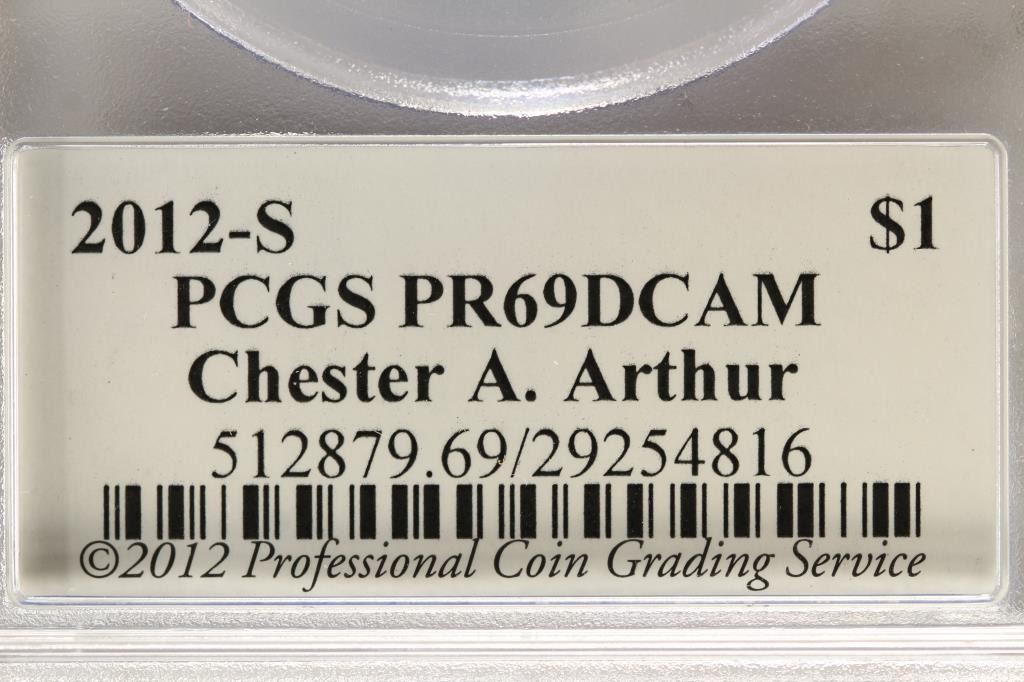 2012-S $1
PCGS PR69DCAM
Chester A. Arthur
512879.69/29254816
©2012 Professional Coin Grading Service